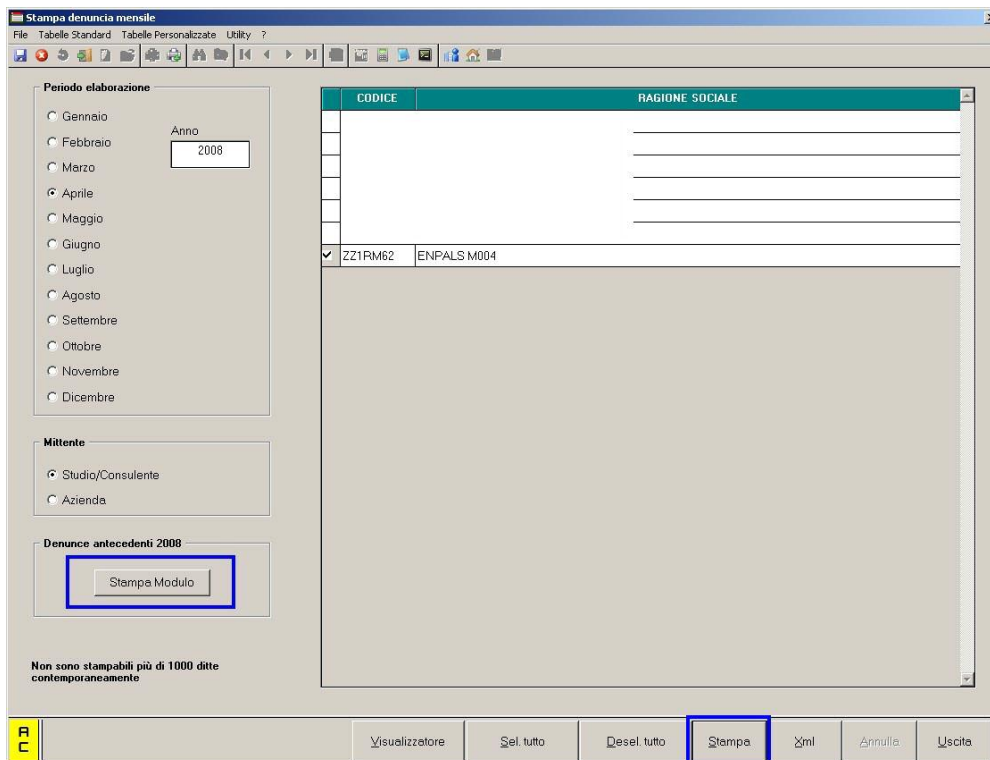 Stampa denuncia mensile
File Tabelle Standard Tabelle Personalizzate Utility ?
Periodo elaborazione
Gennaio
Febbraio
Marzo
Aprile
Maggio
Giugno
Luglio
Agosto
Settembre
Ottobre
Novembre
Dicembre
Anno
2008
CODICE RAGIONE SOCIALE
ZZ1RM62 ENPALS M004
Mittente
Studio/Consulente
Azienda
Denunce antecedenti 2008
Stampa Modulo
Non sono stampabili più di 1000 ditte
contemporaneamente
A
C
Visualizzatore Sel. tutto Desel. tutto Stampa Xml Annulla Uscita